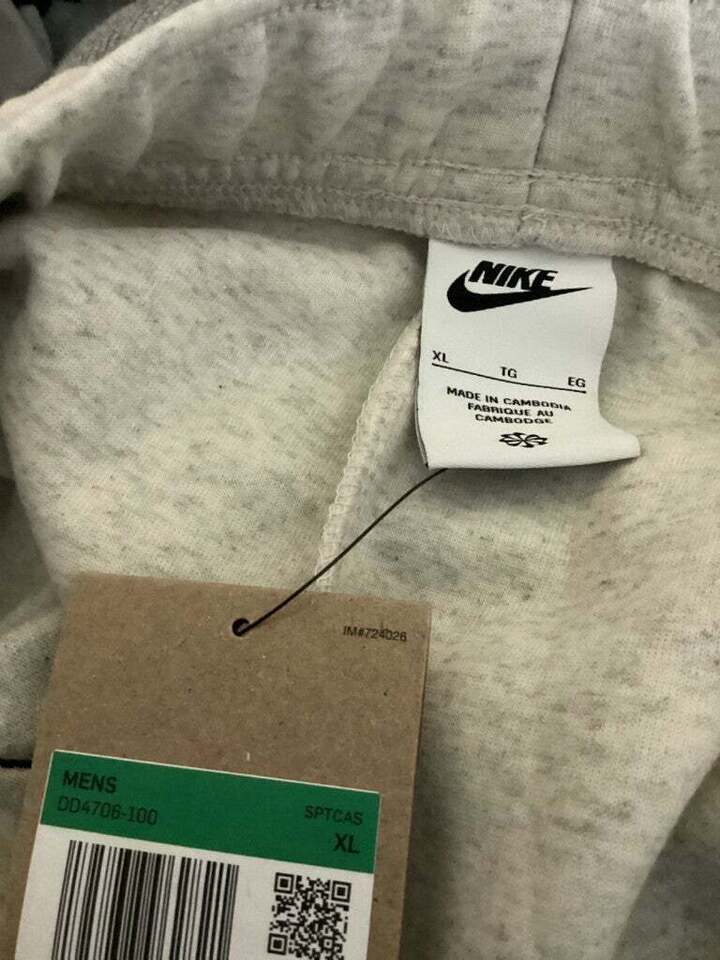 NIKE
XL TG EG
MADE IN CAMBODIA
FABRIQUE AU
CAMBODGE
IM#724026
MENS
DD4706-100 SPTCAS
XL